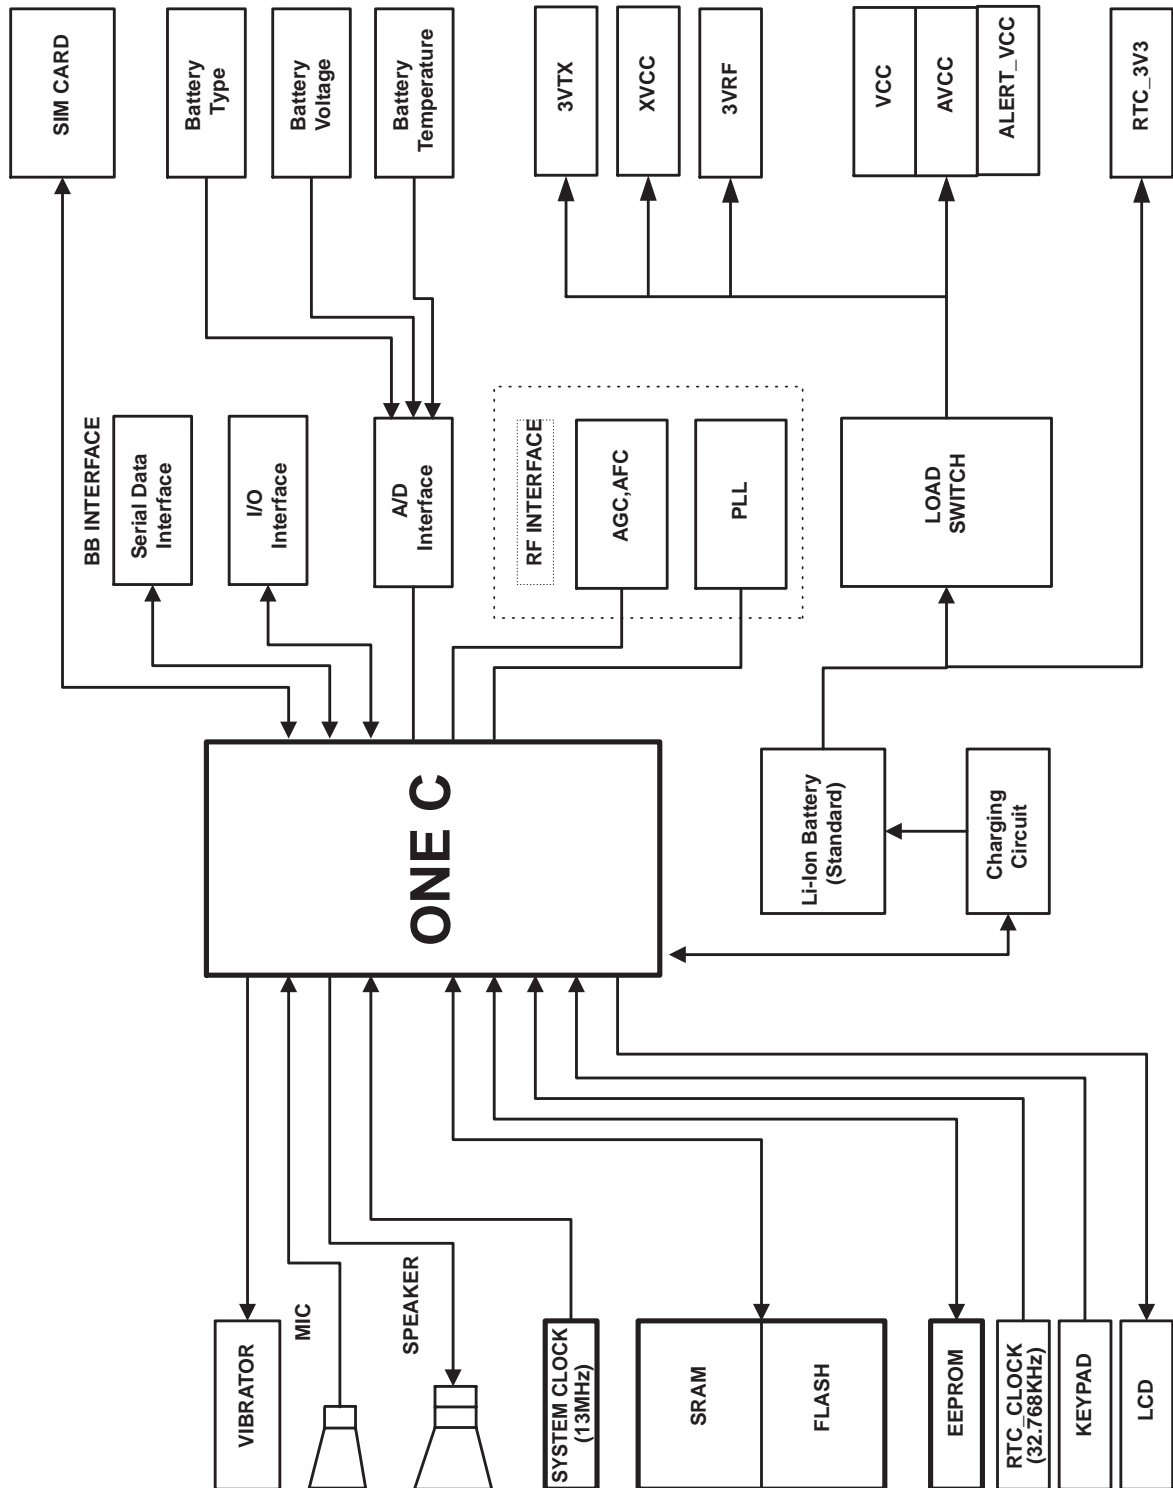 SIM CARD
Battery
Type
Battery
Voltage
Battery
Temperature
3VTX
XVCC
3VRF
VCC
AVCC
ALERT_VCC
RTC_3V3
BB INTERFACE
Serial Data
Interface
I/O
Interface
A/D
Interface
RF INTERFACE
AGC,AFC
PLL
LOAD
SWITCH
ONE C
Li-Ion Battery
(Standard)
Charging
Circuit
VIBRATOR
MIC
SPEAKER
SYSTEM CLOCK
(13MHz)
SRAM
FLASH
EEPROM
RTC_CLOCK
(32.768KHz)
KEYPAD
LCD